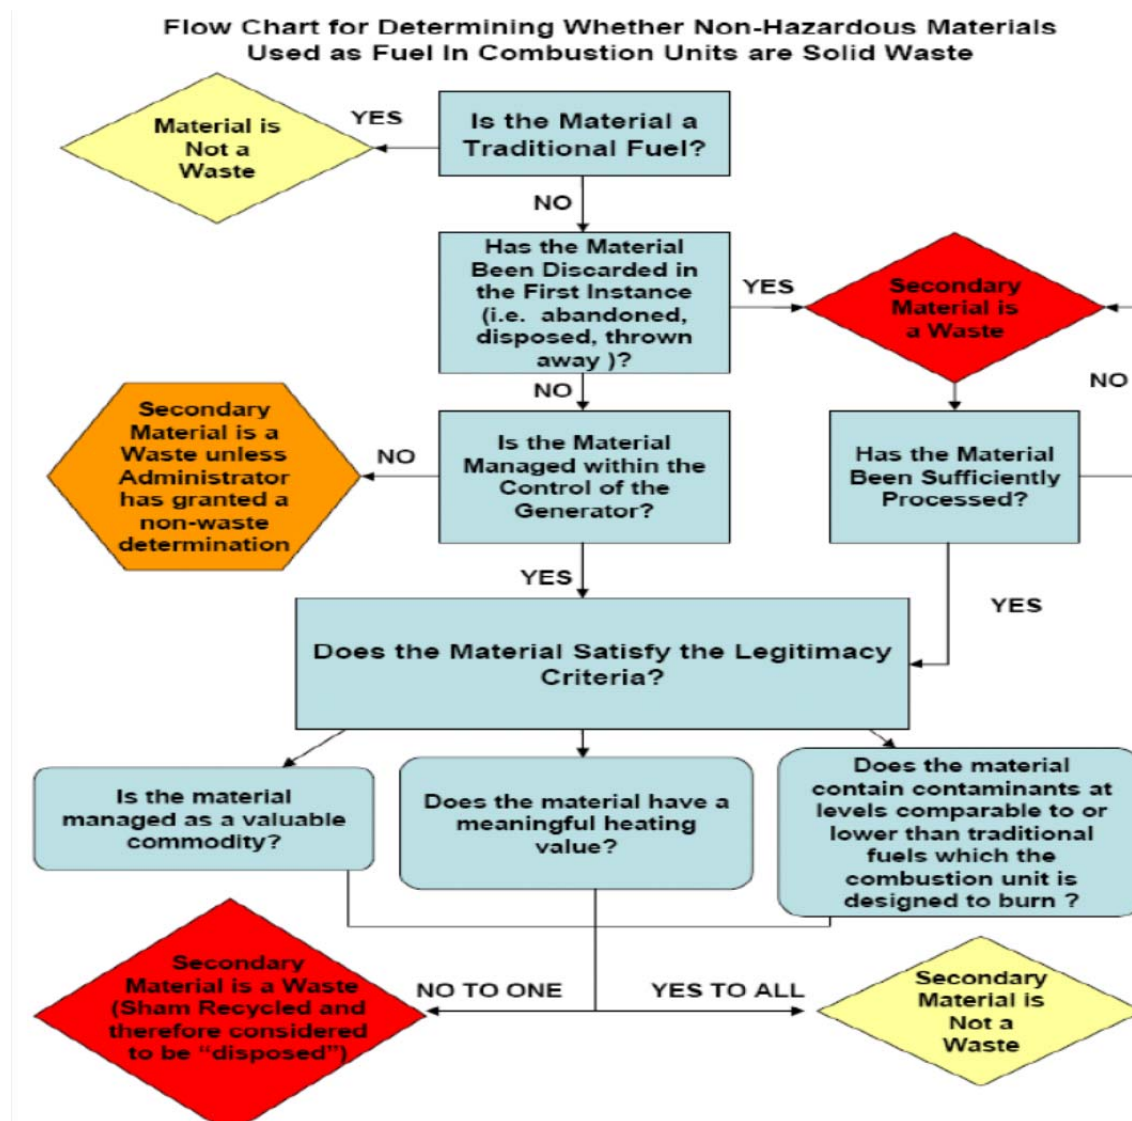 Flow Chart for Determining Whether Non-Hazardous Materials
Used as Fuel In Combustion Units are Solid Waste
Material is
Not a
Waste
YES
Is the Material a
Traditional Fuel?
NO
Has the Material
Been Discarded in
the First Instance
(i.e. abandoned,
disposed, thrown
away )?
YES
Secondary
Material is
a Waste
NO
NO
Secondary
Material is a
Waste unless
Administrator
has granted a
non-waste
determination
NO
Is the Material
Managed within the
Control of the
Generator?
Has the Material
Been Sufficiently
Processed?
YES
YES
Does the Material Satisfy the Legitimacy
Criteria?
Is the material
managed as a valuable
commodity?
Does the material have a
meaningful heating
value?
Does the material
contain contaminants at
levels comparable to or
lower than traditional
fuels which the
combustion unit is
designed to burn ?
Secondary
Material is a Waste
(Sham Recycled and
therefore considered
to be “disposed”)
NO TO ONE
YES TO ALL
Secondary
Material is
Not a
Waste